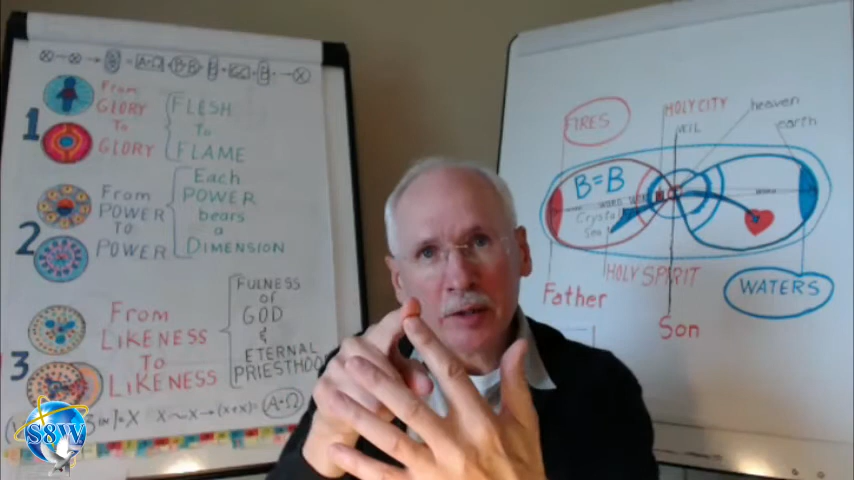 1
From
GLORY
To
GLORY
FLESH
To
FLAME
2
From
POWER
TO
POWER
Each
POWER
bears
a
DIMENSION
3
From
LIKENESS
To
LIKENESS
FULNESS
OF
GOD
&
ETERNAL
PRIESTHOO
A+Ω
S8W
FIRES
HOLY CITY
VEIL
heaven
earth
B=B
Crystal
Sea
HOLY SPIRIT
Father
Son
WATERS